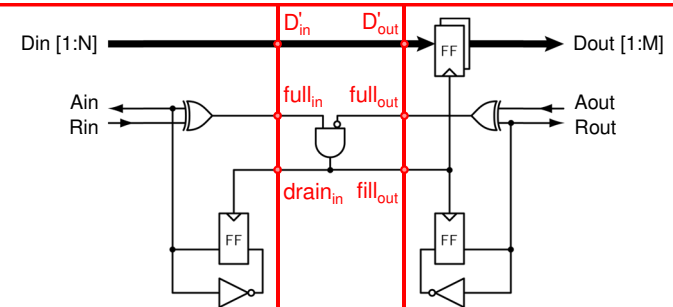 D'in D'out
Din [1:N] FF Dout [1:M]
Ain fullin fullout Aout
Rin Rout
drainin fillout
FF FF